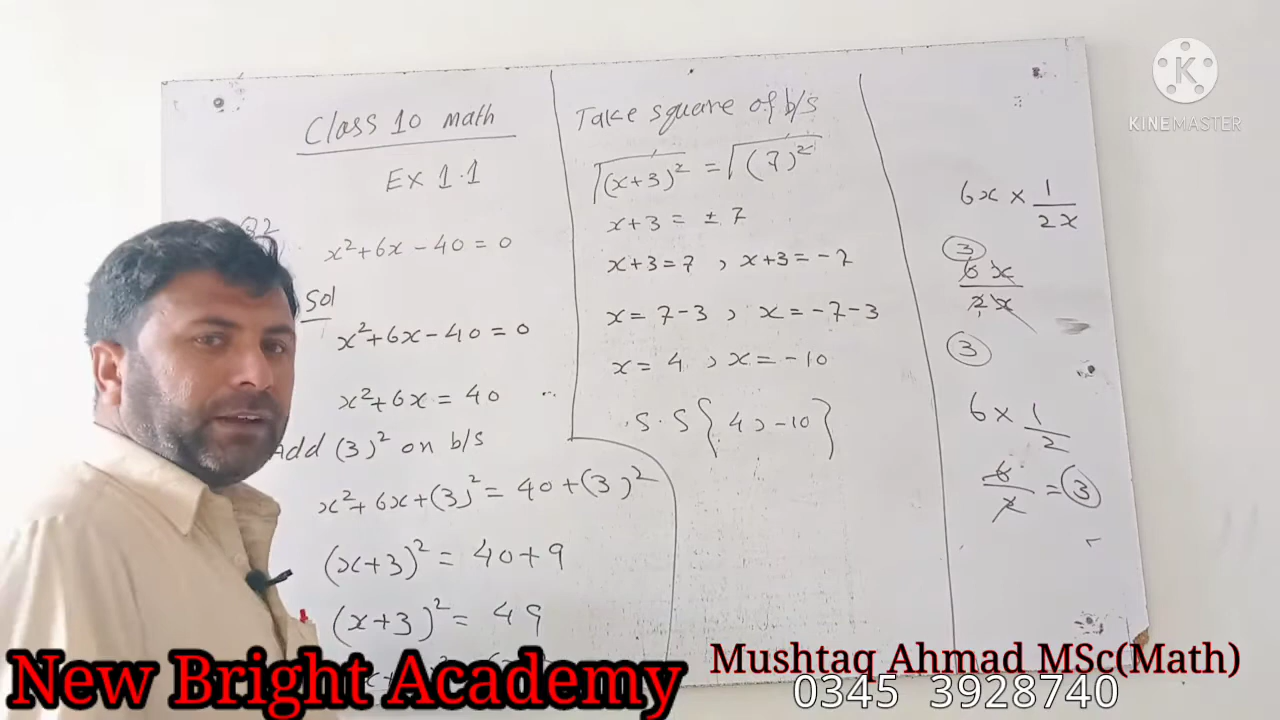 Class 10 math
Ex 1.1
Q2
x²+6x-40=0
Sol
x²+6x-40=0
x²+6x=40
Add (3)² on b/s
x²+6x+(3)²=40+(3)²
(x+3)²=40+9
(x+3)²=49
Take square of b/s
√(x+3)² = √(7)²
x+3 = ±7
x+3=7 , x+3=-7
x=7-3 , x=-7-3
x=4 , x=-10
S.S {4,-10}
6x × 1/2x
3
6x/2x
3
6 × 1/2
6/2 = 3
KINEMASTER
New Bright Academy
Mushtaq Ahmad MSc(Math)
0345 3928740